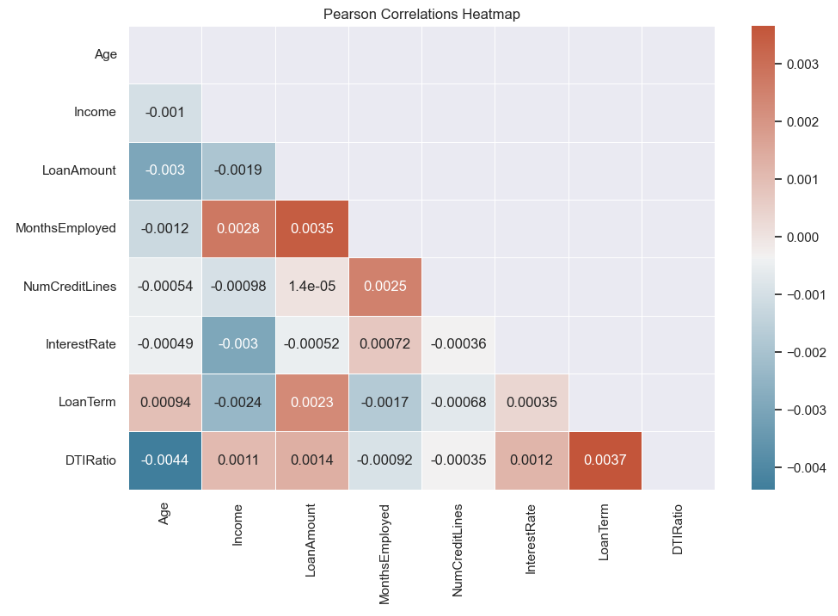 Pearson Correlations Heatmap
Age
Income -0.001
LoanAmount -0.003 -0.0019
MonthsEmployed -0.0012 0.0028 0.0035
NumCreditLines -0.00054 -0.00098 1.4e-05 0.0025
InterestRate -0.00049 -0.003 -0.00052 0.00072 -0.00036
LoanTerm 0.00094 -0.0024 0.0023 -0.0017 -0.00068 0.00035
DTIRatio -0.0044 0.0011 0.0014 -0.00092 -0.00035 0.0012 0.0037
Age
Income
LoanAmount
MonthsEmployed
NumCreditLines
InterestRate
LoanTerm
DTIRatio
0.003
0.002
0.001
0.000
−0.001
−0.002
−0.003
−0.004